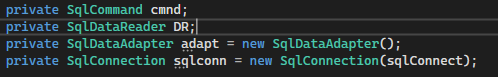 private SqlCommand cmnd;
private SqlDataReader DR;
private SqlDataAdapter adapt = new SqlDataAdapter();
private SqlConnection sqlconn = new SqlConnection(sqlConnect);